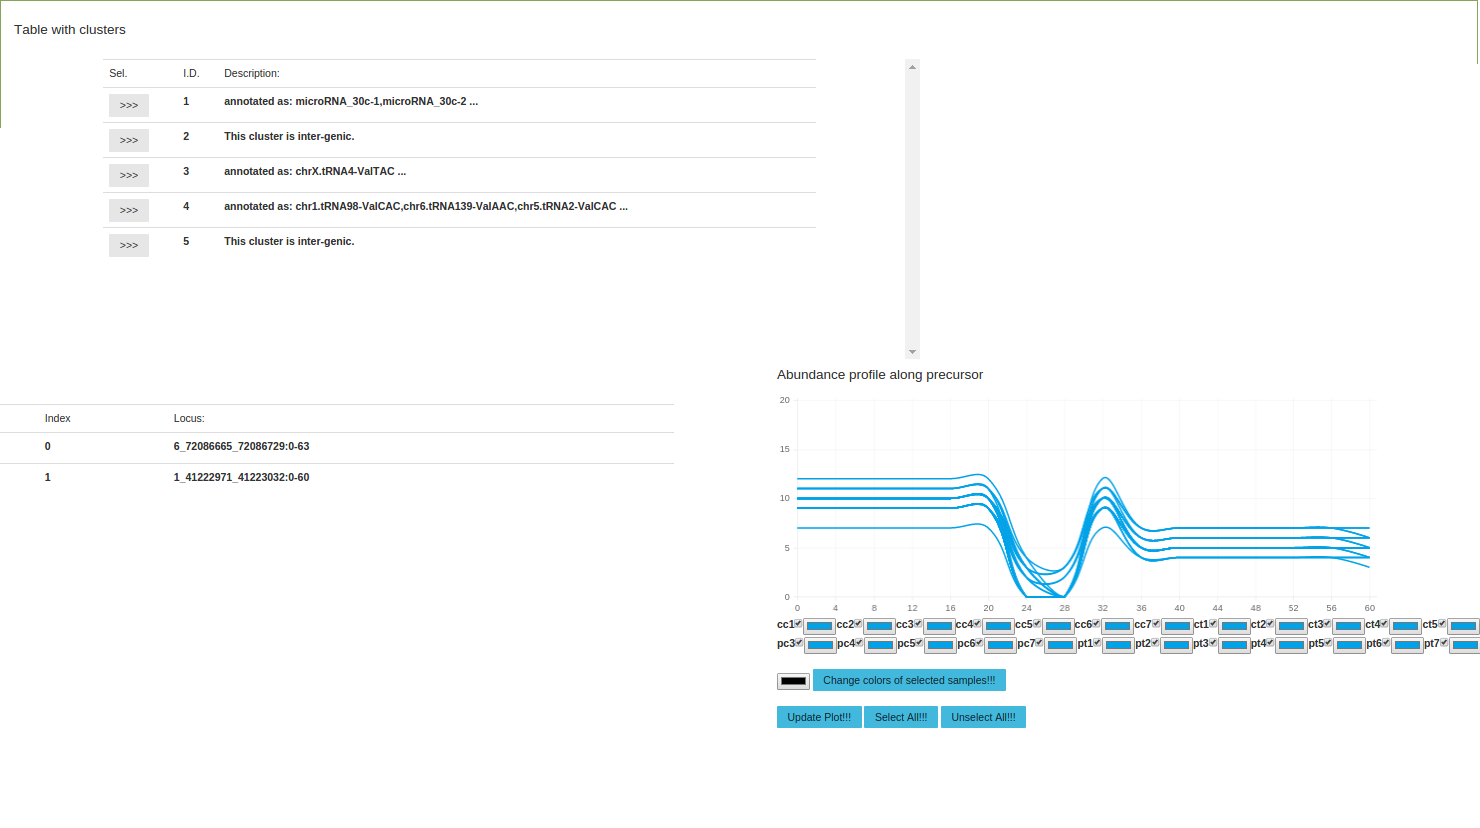 Table with clusters
Sel. I.D. Description:
>>> 1 annotated as: microRNA_30c-1,microRNA_30c-2 ...
>>> 2 This cluster is inter-genic.
>>> 3 annotated as: chrX.tRNA4-ValTAC ...
>>> 4 annotated as: chr1.tRNA98-ValCAC,chr6.tRNA139-ValAAC,chr5.tRNA2-ValCAC ...
>>> 5 This cluster is inter-genic.
Index Locus:
0 6_72086665_72086729:0-63
1 1_41222971_41223032:0-60
Abundance profile along precursor
20
15
10
5
0
0 4 8 12 16 20 24 28 32 36 40 44 48 52 56 60
cc1 cc2 cc3 cc4 cc5 cc6 cc7 ct1 ct2 ct3 ct4 ct5
pc3 pc4 pc5 pc6 pc7 pt1 pt2 pt3 pt4 pt5 pt6 pt7
Change colors of selected samples!!!
Update Plot!!! Select All!!! Unselect All!!!